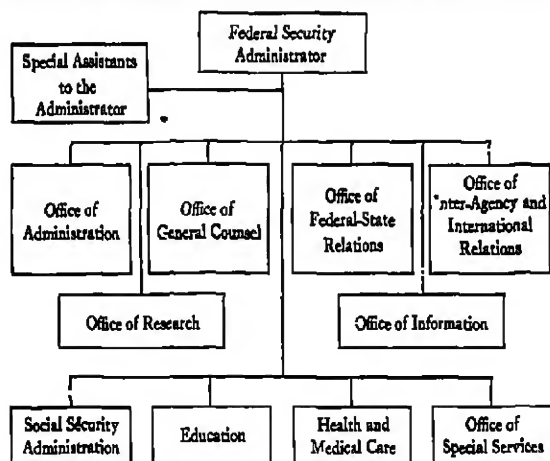 Federal Security
Administrator
Special Assistants
to the
Administrator
Office of
Administration
Office of
General Counsel
Office of
Federal-State
Relations
Office of
Inter-Agency and
International
Relations
Office of Research
Office of Information
Social Security
Administration
Education
Health and
Medical Care
Office of
Special Services